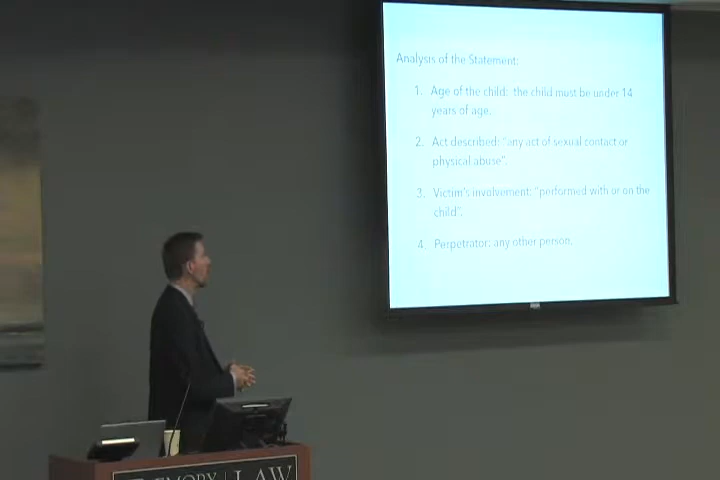 Analysis of the Statement:
1. Age of the child: the child must be under 14
years of age.
2. Act described: "any act of sexual contact or
physical abuse".
3. Victim's involvement: "performed with or on the
child".
4. Perpetrator: any other person.
EMORY | LAW